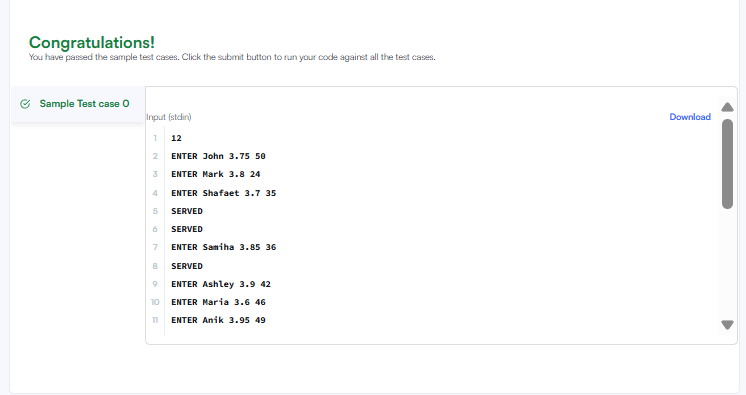 Congratulations!
You have passed the sample test cases. Click the submit button to run your code against all the test cases.
Sample Test case 0
Input (stdin)
Download
1 12
2 ENTER John 3.75 50
3 ENTER Mark 3.8 24
4 ENTER Shafaet 3.7 35
5 SERVED
6 SERVED
7 ENTER Samiha 3.85 36
8 SERVED
9 ENTER Ashley 3.9 42
10 ENTER Maria 3.6 46
11 ENTER Anik 3.95 49